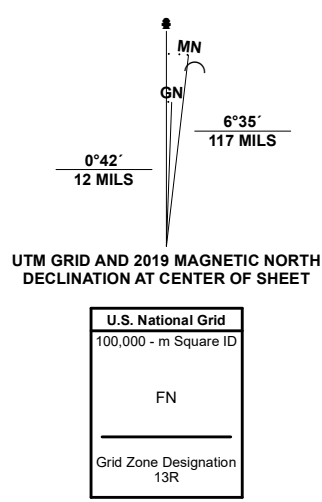 MN
GN
6°35´
117 MILS
0°42´
12 MILS
UTM GRID AND 2019 MAGNETIC NORTH
DECLINATION AT CENTER OF SHEET
U.S. National Grid
100,000 - m Square ID
FN
Grid Zone Designation
13R